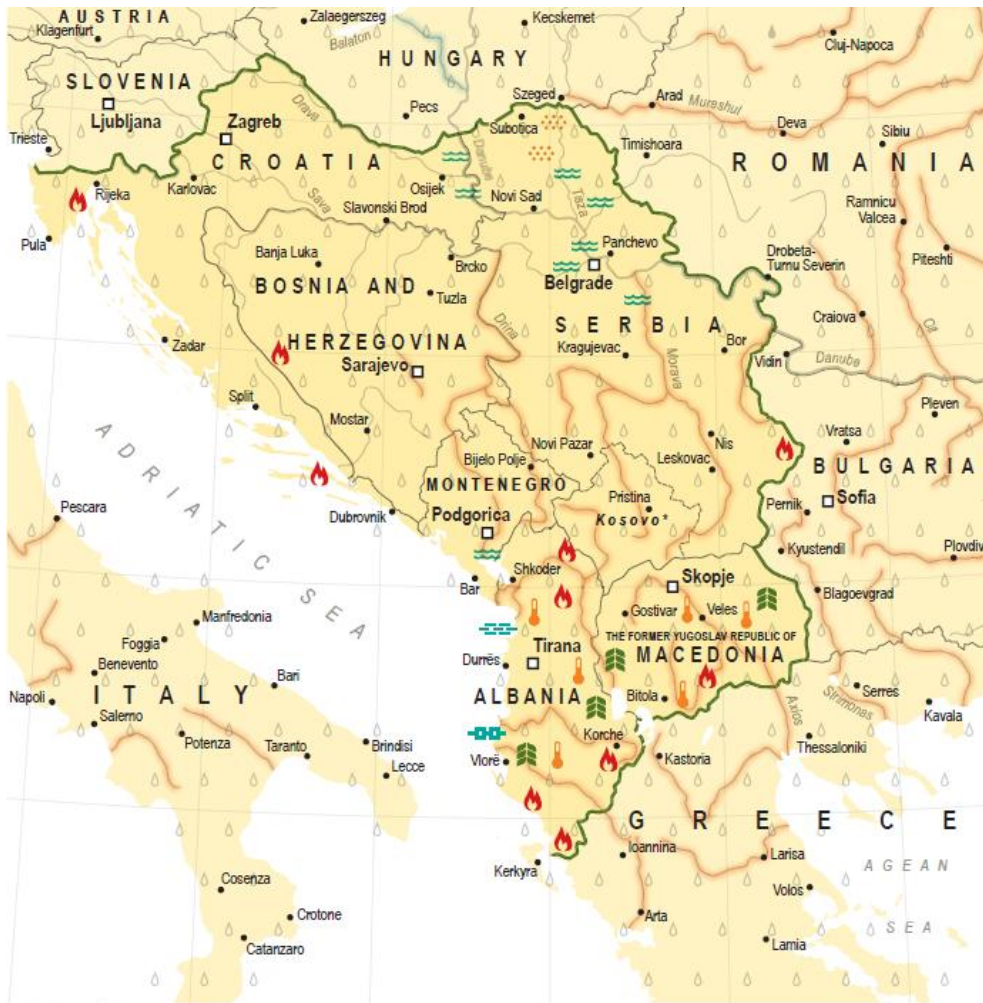 AUSTRIA
Klagenfurt
Zalaegerszeg
Balaton
Kecskemet
HUNGARY
Cluj-Napoca
SLOVENIA
Ljubljana
Drava
Pecs
Szeged
Arad
Mureshul
Trieste
Zagreb
Subotica
Deva
Sibiu
CROATIA
Danube
Timishoara
ROMANIA
Rijeka
Karlovac
Osijek
Novi Sad
Tisza
Sava
Slavonski Brod
Ramnicu
Valcea
Pula
Banja Luka
Brcko
Panchevo
Drobeta-
Turnu Severin
Piteshti
BOSNIA AND
Tuzla
Belgrade
HERZEGOVINA
Drina
SERBIA
Craiova
Olt
Zadar
Sarajevo
Kragujevac
Bor
Morava
Vidin
Danube
Split
Mostar
Pleven
ADRIATIC SEA
Novi Pazar
Nis
Vratsa
Bijelo Polje
Leskovac
BULGARIA
MONTENEGRO
Pristina
Kosovo*
Sofia
Pernik
Pescara
Dubrovnik
Podgorica
Kyustendil
Plovdiv
Bar
Shkoder
Skopje
Blagoevgrad
Manfredonia
Gostivar
Veles
Foggia
Tirana
THE FORMER YUGOSLAV REPUBLIC OF
MACEDONIA
Benevento
Durrës
Napoli
ITALY
Bari
ALBANIA
Bitola
Axios
Strimonas
Serres
Kavala
Salerno
Potenza
Taranto
Brindisi
Lecce
Vlorë
Korche
Kastoria
Thessaloniki
GREECE
Kerkyra
Ioannina
Larisa
AGEAN
SEA
Volos
Cosenza
Crotone
Catanzaro
Arta
Lamia